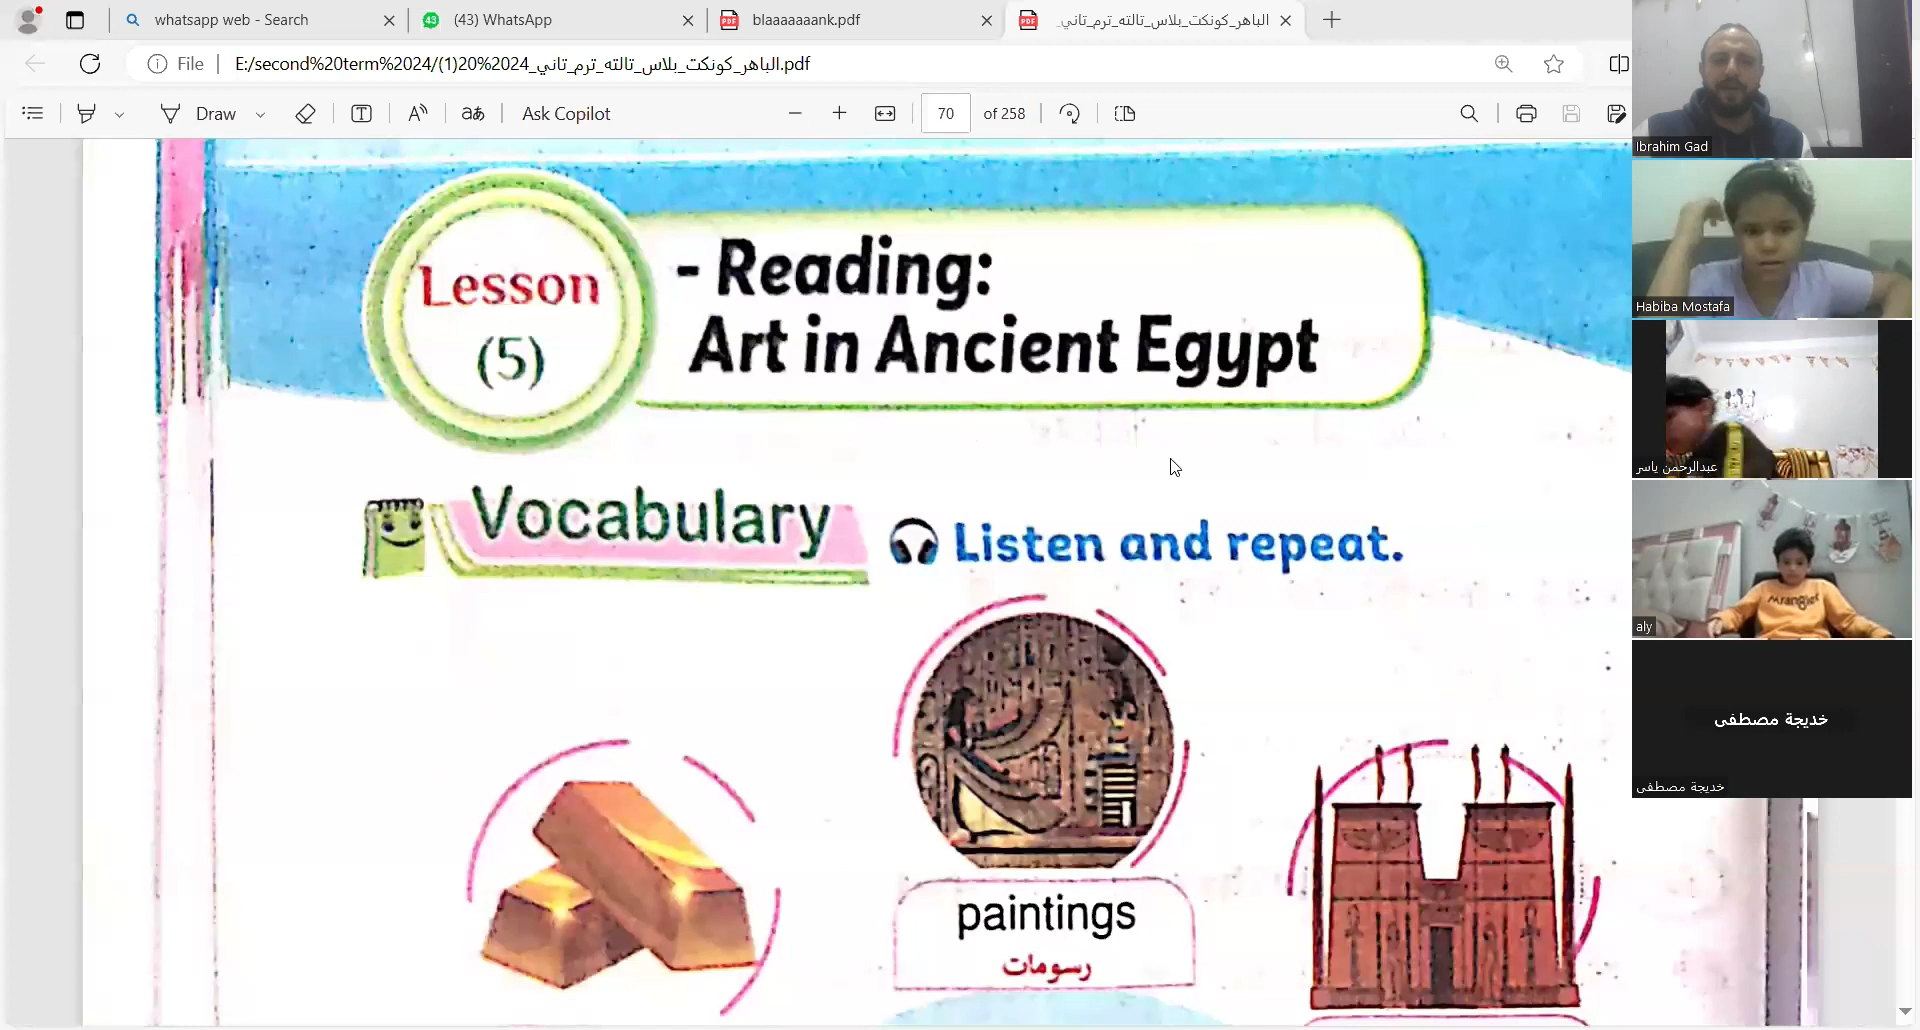 whatsapp web - Search
(43) WhatsApp
blaaaaaaank.pdf
الباهر_كونكت_بلاس_تالته_ترم_تاني_
File
E:/second%20term%2024/(1)20%2024_الباهر_كونكت_بلاس_تالته_ترم_تاني.pdf
Draw
Ask Copilot
70 of 258
Lesson
(5)
- Reading:
Art in Ancient Egypt
Vocabulary
Listen and repeat.
paintings
رسومات
Ibrahim Gad
Habiba Mostafa
عبدالرحمن ياسر
Wrangler
aly
خديجة مصطفى
خديجة مصطفى